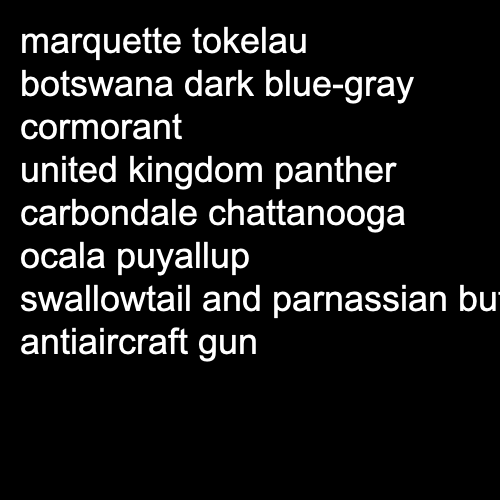 marquette tokelau
botswana dark blue-gray
cormorant
united kingdom panther
carbondale chattanooga
ocala puyallup
swallowtail and parnassian
antiaircraft gun